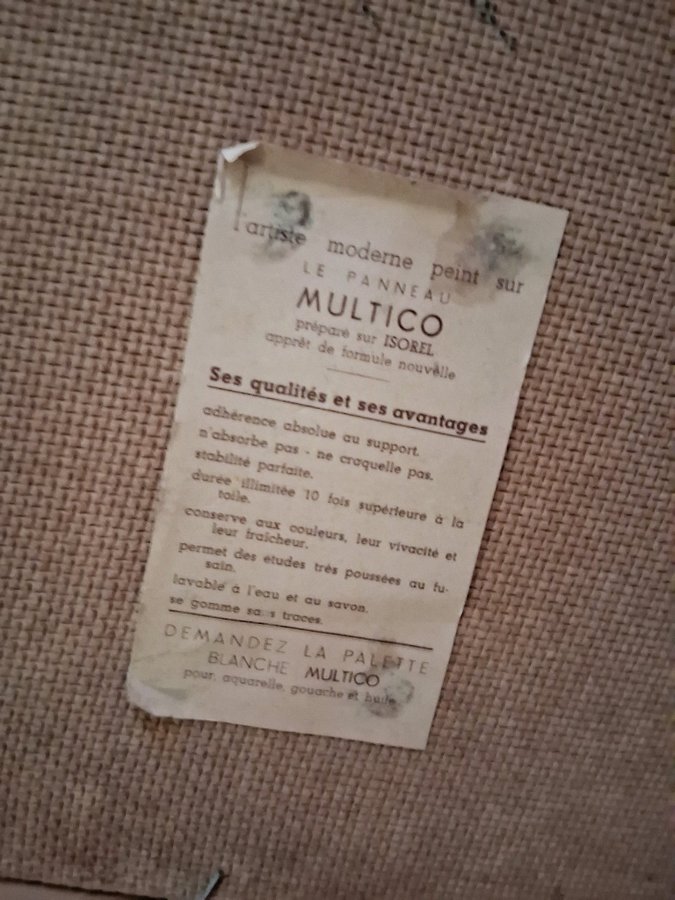 l'artiste moderne peint sur
LE PANNEAU
MULTICO
préparé sur ISOREL
apprêt de formule nouvelle
Ses qualités et ses avantages
adhérence absolue au support.
n'absorbe pas - ne craquelle pas.
stabilité parfaite.
durée illimitée 10 fois supérieure à la
toile.
conserve aux couleurs, leur vivacité et
leur fraîcheur.
permet des études très poussées au fu-
sain.
lavable à l'eau et au savon.
se gomme sans traces.
DEMANDEZ LA PALETTE
BLANCHE MULTICO
pour, aquarelle, gouache et huile